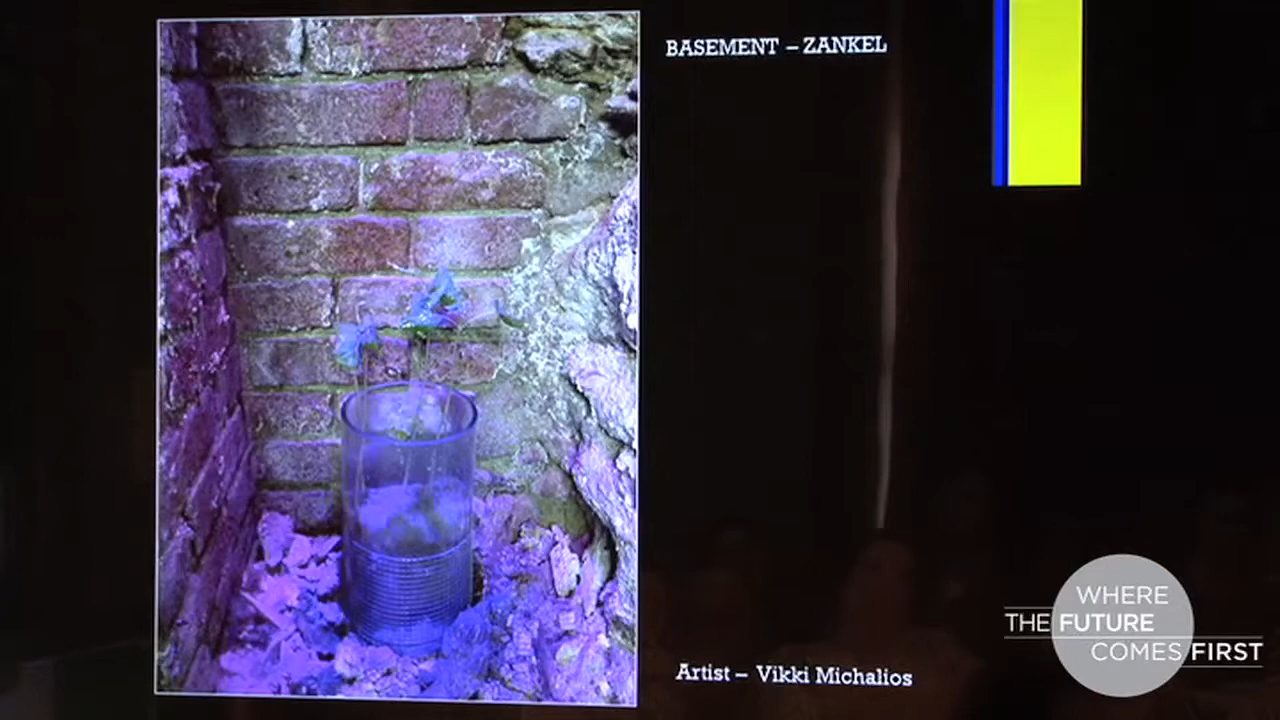 BASEMENT – ZANKEL
Artist – Vikki Michalios
WHERE
THE FUTURE
COMES FIRST